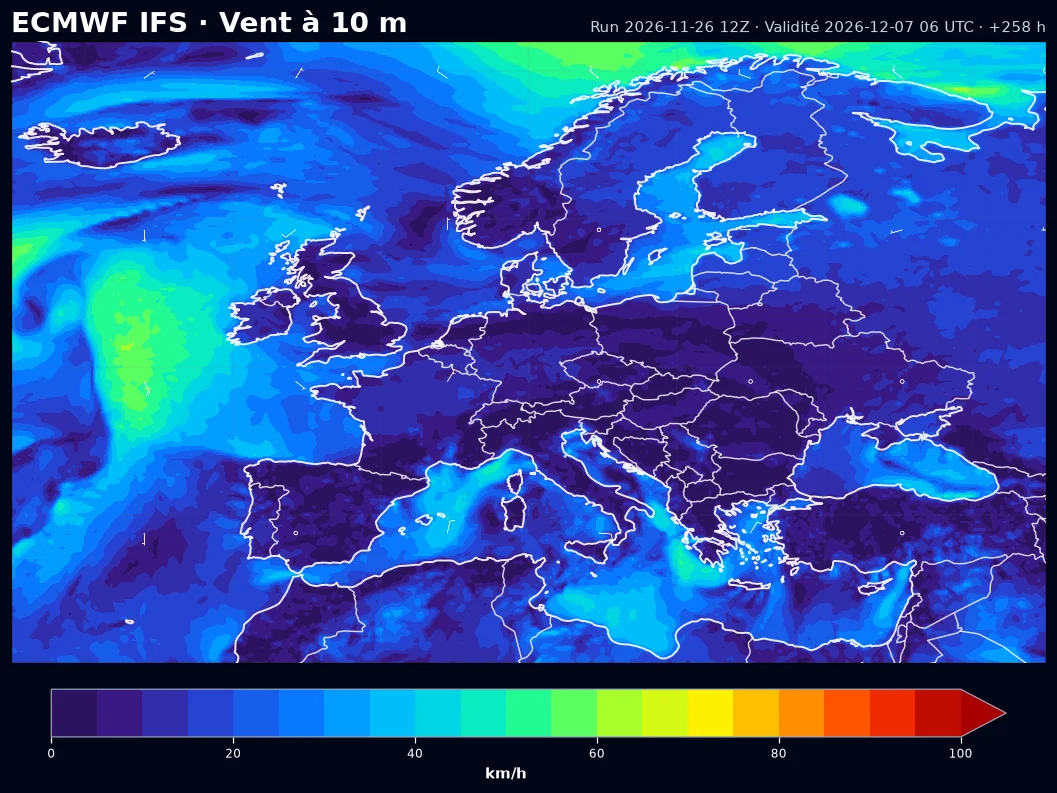 ECMWF IFS · Vent à 10 m
Run 2026-11-26 12Z · Validité 2026-12-07 06 UTC · +258 h
0 20 40 60 80 100
km/h